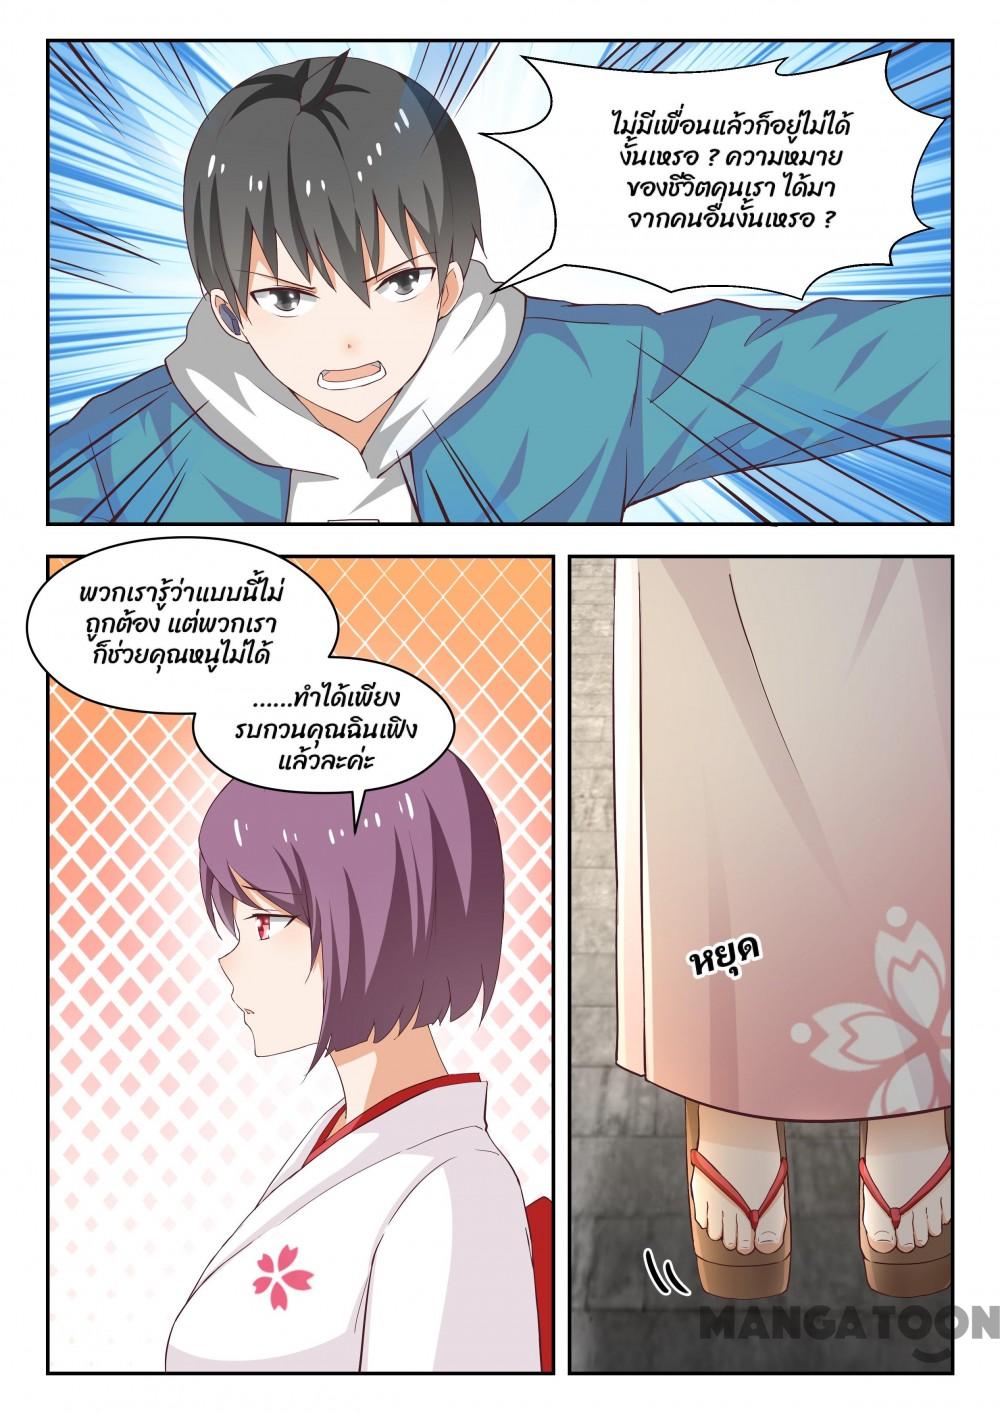 ไม่มีเพื่อนแล้วก็อยู่ไม่ได้
งั้นเหรอ ? ความหมาย
ของชีวิตคนเรา ได้มา
จากคนอื่นงั้นเหรอ ?
พวกเรารู้ว่าแบบนี้ไม่
ถูกต้อง แต่พวกเรา
ก็ช่วยคุณหนูไม่ได้
......ทำได้เพียง
รบกวนคุณฉินเฟิง
แล้วละค่ะ
หยุด
MANGATOON